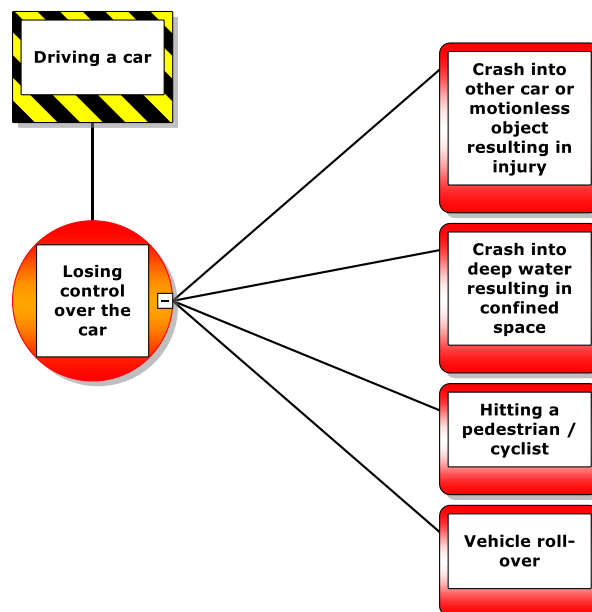 Driving a car
Losing
control
over the
car
Crash into
other car or
motionless
object
resulting in
injury
Crash into
deep water
resulting in
confined
space
Hitting a
pedestrian /
cyclist
Vehicle roll-
over